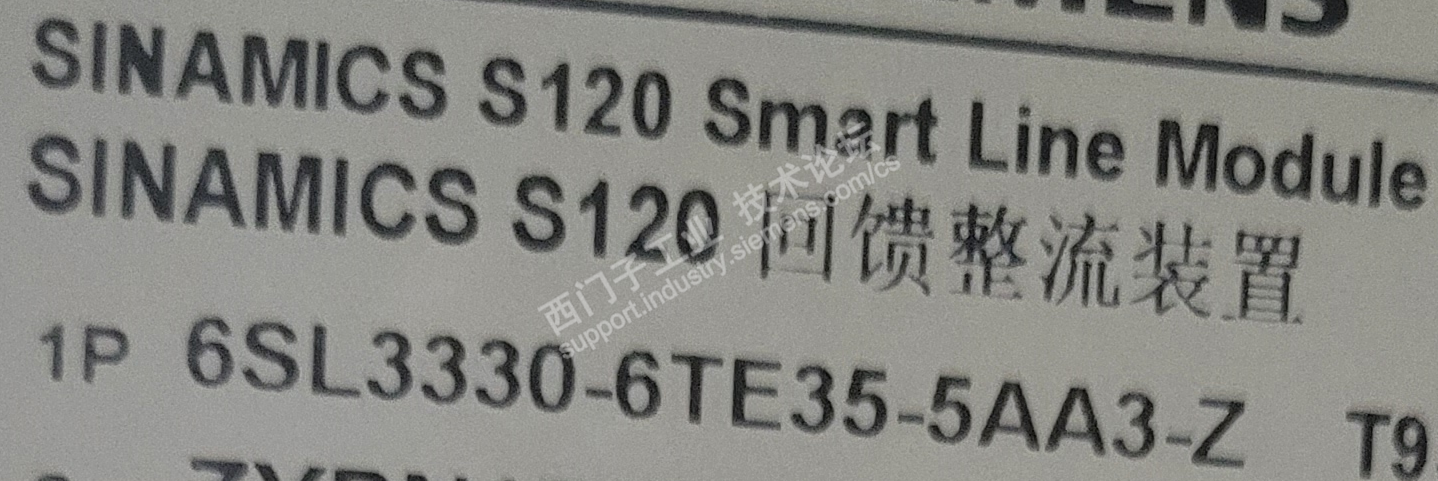 SIEMENS
SINAMICS S120 Smart Line Module
SINAMICS S120 回馈整流装置
西门子工业 技术论坛
support.industry.siemens.com/cs
1P 6SL3330-6TE35-5AA3-Z T9